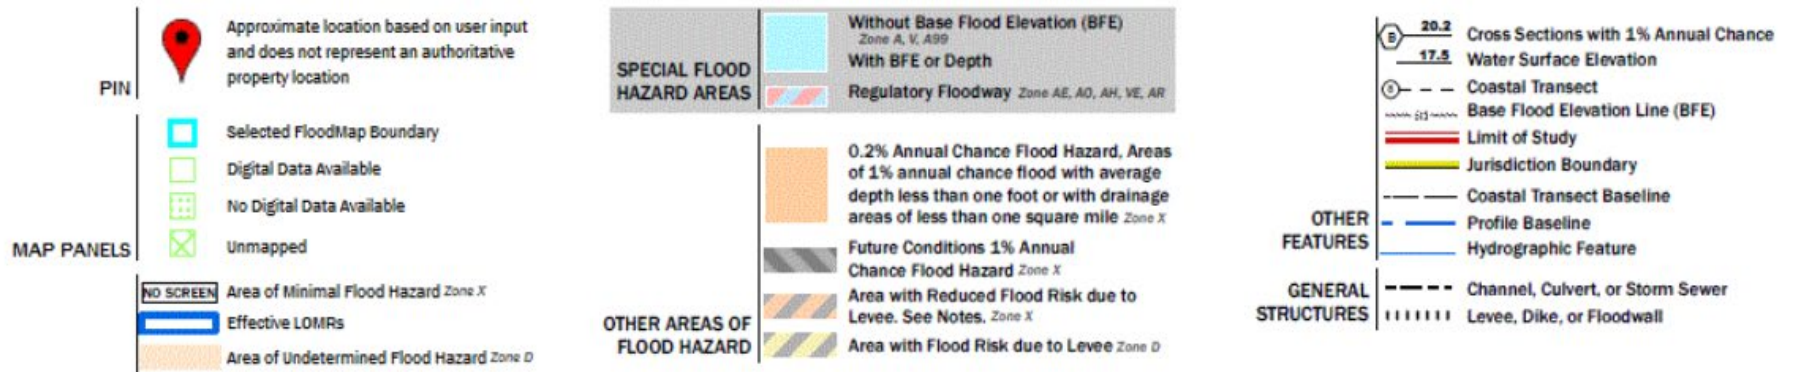 PIN
Approximate location based on user input
and does not represent an authoritative
property location
MAP PANELS
Selected FloodMap Boundary
Digital Data Available
No Digital Data Available
Unmapped
NO SCREEN Area of Minimal Flood Hazard Zone X
Effective LOMRs
Area of Undetermined Flood Hazard Zone D
SPECIAL FLOOD
HAZARD AREAS
Without Base Flood Elevation (BFE)
Zone A, V, A99
With BFE or Depth
Regulatory Floodway Zone AE, AO, AH, VE, AR
OTHER AREAS OF
FLOOD HAZARD
0.2% Annual Chance Flood Hazard, Areas
of 1% annual chance flood with average
depth less than one foot or with drainage
areas of less than one square mile Zone X
Future Conditions 1% Annual
Chance Flood Hazard Zone X
Area with Reduced Flood Risk due to
Levee. See Notes. Zone X
Area with Flood Risk due to Levee Zone D
OTHER
FEATURES
B 20.2 Cross Sections with 1% Annual Chance
17.5 Water Surface Elevation
Coastal Transect
Base Flood Elevation Line (BFE)
Limit of Study
Jurisdiction Boundary
Coastal Transect Baseline
Profile Baseline
Hydrographic Feature
GENERAL
STRUCTURES
Channel, Culvert, or Storm Sewer
Levee, Dike, or Floodwall